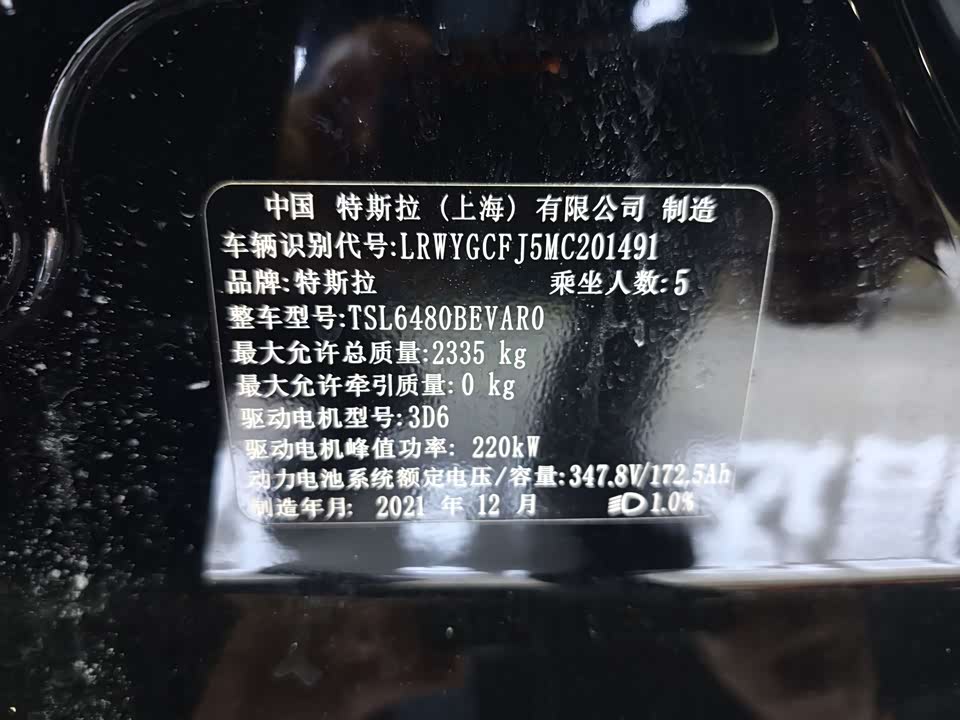 中国 特斯拉 (上海) 有限公司 制造
车辆识别代号:LRWYGCFJ5MC201491
品牌:特斯拉 乘坐人数:5
整车型号:TSL6480BEVAR0
最大允许总质量:2335 kg
最大允许牵引质量:0 kg
驱动电机型号:3D6
驱动电机峰值功率: 220kW
动力电池系统额定电压/容量:347.8V/172.5Ah
制造年月: 2021 年 12 月 1.0%